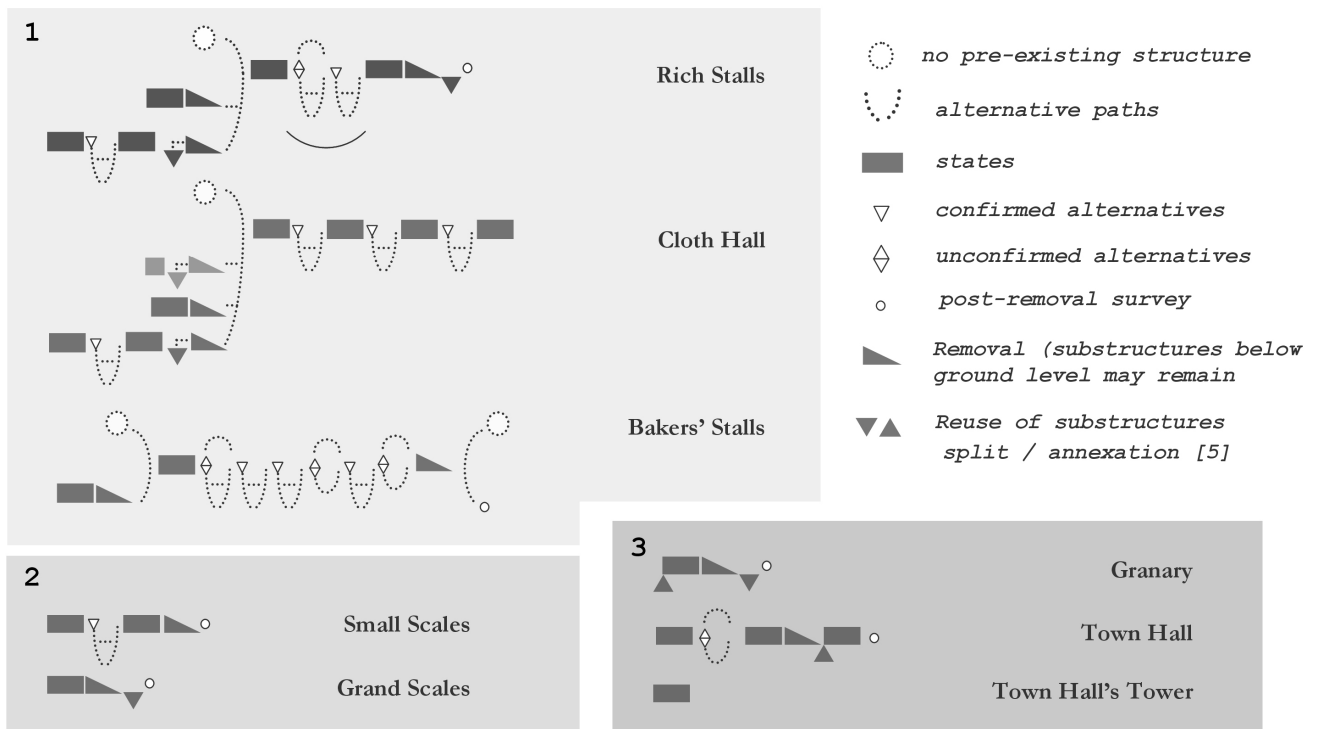 1
Rich Stalls
Cloth Hall
Bakers' Stalls
no pre-existing structure
alternative paths
states
confirmed alternatives
unconfirmed alternatives
post-removal survey
Removal (substructures below
ground level may remain
Reuse of substructures
split / annexation [5]
2
Small Scales
Grand Scales
3
Granary
Town Hall
Town Hall's Tower